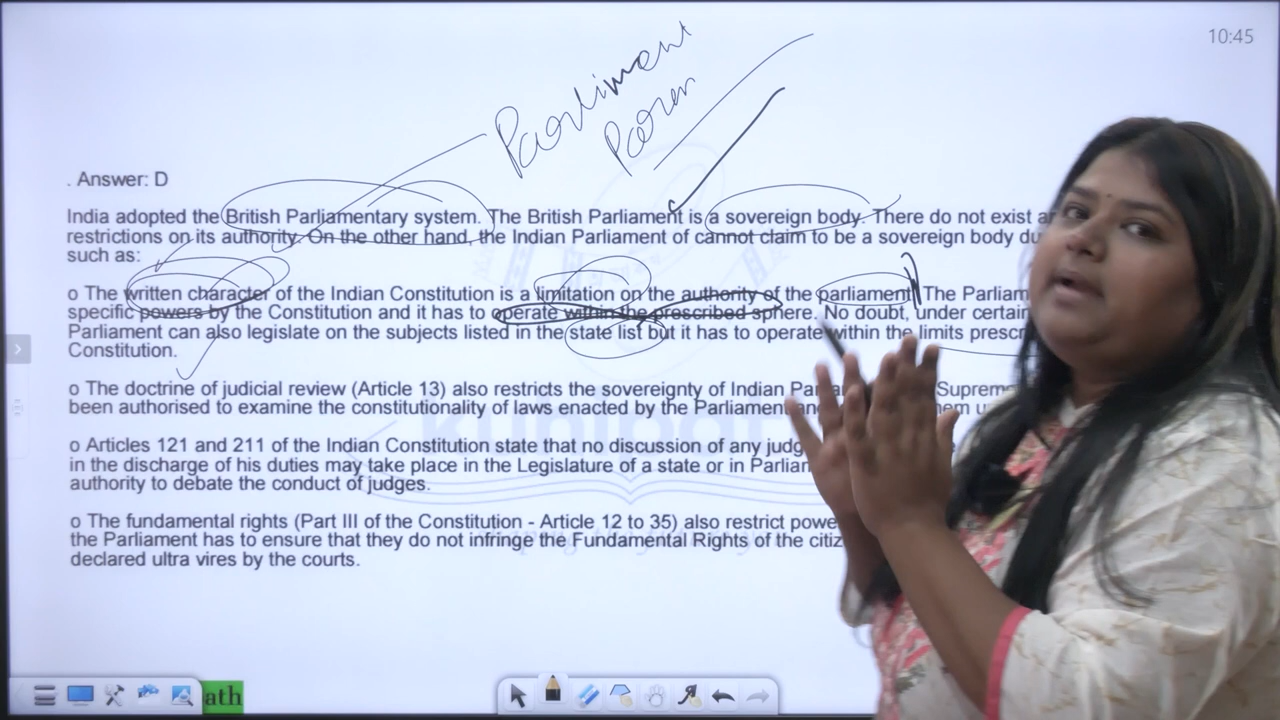 10:45
Parliment
Power
. Answer: D
India adopted the British Parliamentary system. The British Parliament is a sovereign body. There do not exist
restrictions on its authority. On the other hand, the Indian Parliament of cannot claim to be a sovereign body
such as:
o The written character of the Indian Constitution is a limitation on the authority of the parliament. The
specific powers by the Constitution and it has to operate within the prescribed sphere. No doubt, under certain
Parliament can also legislate on the subjects listed in the state list but it has to operate within the limits
Constitution.
o The doctrine of judicial review (Article 13) also restricts the sovereignty of Indian
been authorised to examine the constitutionality of laws enacted by the Parliament
o Articles 121 and 211 of the Indian Constitution state that no discussion of any
in the discharge of his duties may take place in the Legislature of a state or in
authority to debate the conduct of judges.
o The fundamental rights (Part III of the Constitution - Article 12 to 35) also restrict
the Parliament has to ensure that they do not infringe the Fundamental Rights of the
declared ultra vires by the courts.
ath